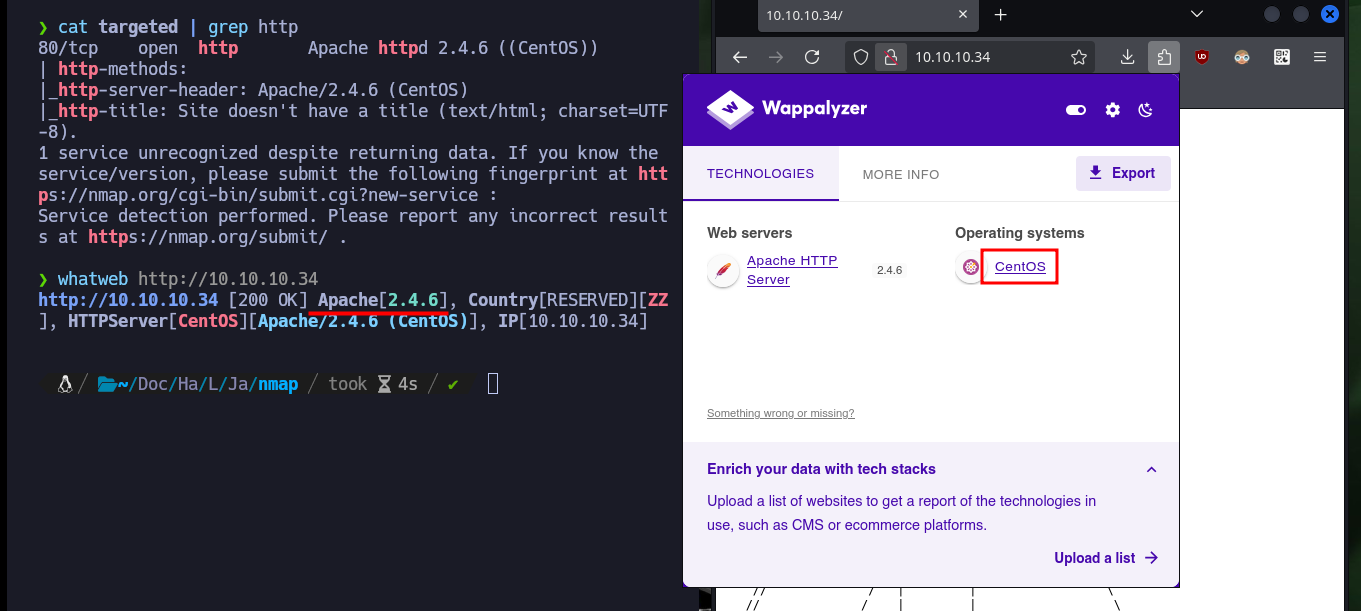 ❯ cat targeted | grep http
80/tcp    open  http       Apache httpd 2.4.6 ((CentOS))
| http-methods:
|_http-server-header: Apache/2.4.6 (CentOS)
|_http-title: Site doesn't have a title (text/html; charset=UTF
-8).
1 service unrecognized despite returning data. If you know the
service/version, please submit the following fingerprint at htt
ps://nmap.org/cgi-bin/submit.cgi?new-service :
Service detection performed. Please report any incorrect result
s at https://nmap.org/submit/ .
❯ whatweb http://10.10.10.34
http://10.10.10.34 [200 OK] Apache[2.4.6], Country[RESERVED][ZZ
], HTTPServer[CentOS][Apache/2.4.6 (CentOS)], IP[10.10.10.34]
/ ~/Doc/Ha/L/Ja/nmap / took 4s / ✔
10.10.10.34/
10.10.10.34
Wappalyzer
TECHNOLOGIES
MORE INFO
Export
Web servers
Apache HTTP
Server
2.4.6
Operating systems
CentOS
Something wrong or missing?
Enrich your data with tech stacks
Upload a list of websites to get a report of the technologies in
use, such as CMS or ecommerce platforms.
Upload a list →